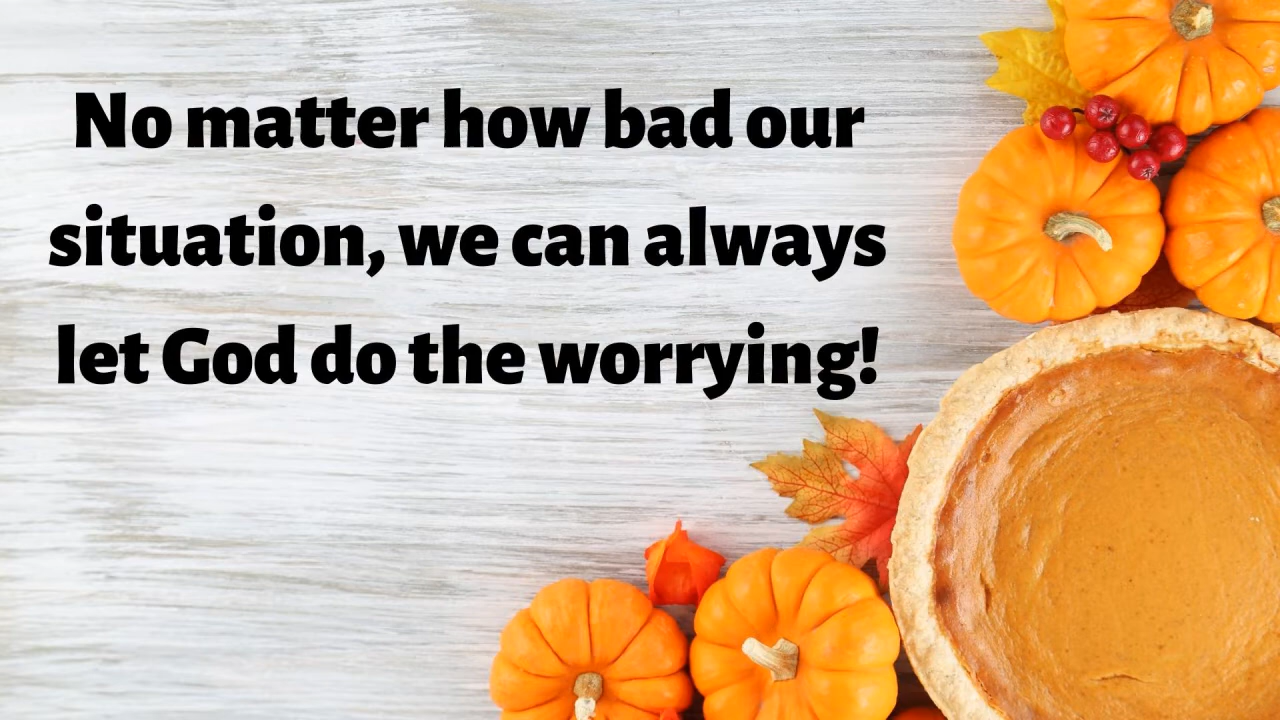 No matter how bad our
situation, we can always
let God do the worrying!